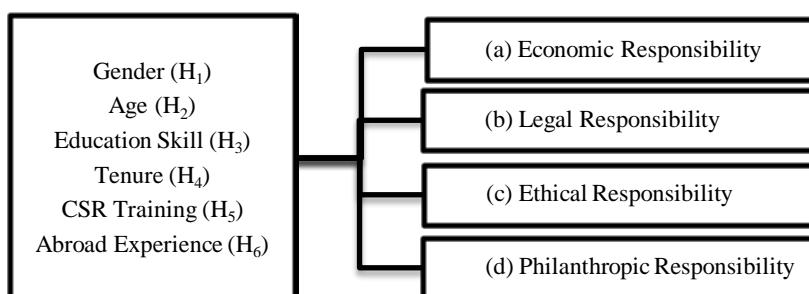 Gender (H₁)
Age (H₂)
Education Skill (H₃)
Tenure (H₄)
CSR Training (H₅)
Abroad Experience (H₆)
(a) Economic Responsibility
(b) Legal Responsibility
(c) Ethical Responsibility
(d) Philanthropic Responsibility